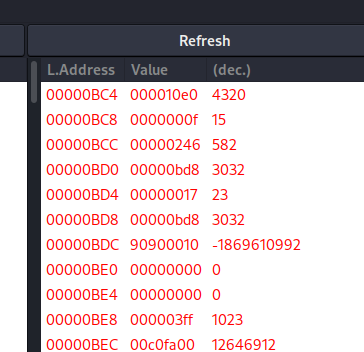 Refresh
L.Address Value (dec.)
00000BC4 000010e0 4320
00000BC8 0000000f 15
00000BCC 00000246 582
00000BD0 00000bd8 3032
00000BD4 00000017 23
00000BD8 00000bd8 3032
00000BDC 90900010 -1869610992
00000BE0 00000000 0
00000BE4 00000000 0
00000BE8 000003ff 1023
00000BEC 00c0fa00 12646912